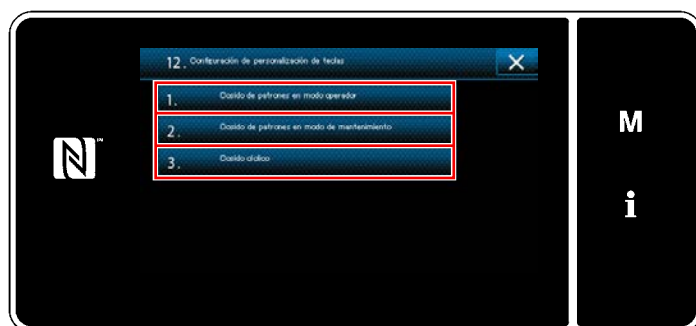 12. Configuración de personalización de teclas
1. Cosido de patrones en modo operador
2. Cosido de patrones en modo de mantenimiento
3. Cosido cíclico
N™
M
i